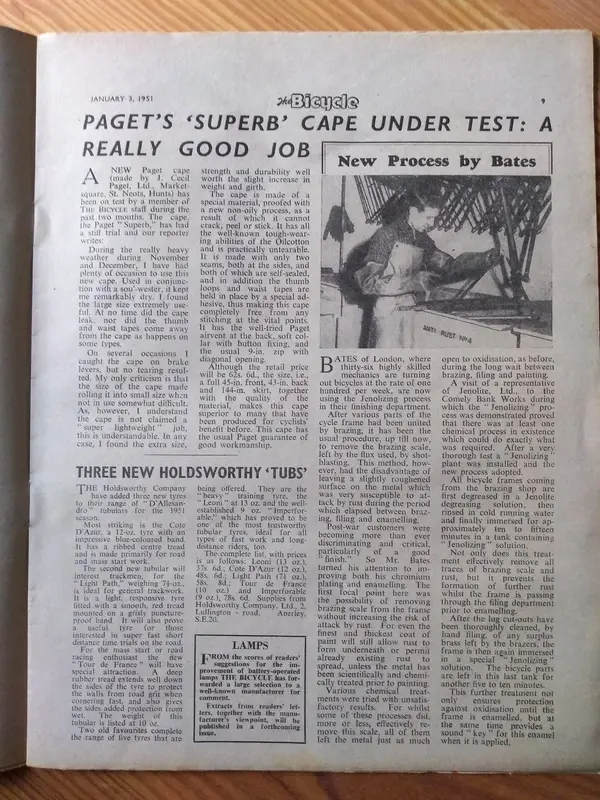 JANUARY 3, 1951
the Bicycle
9
PAGET'S 'SUPERB' CAPE UNDER TEST: A
REALLY GOOD JOB
A NEW Paget cape
(made by J. Cecil
Paget, Ltd., Market-
square, St. Neots, Hunts) has
been on test by a member of
THE BICYCLE staff during the
past two months. The cape,
the Paget "Superb," has had
a stiff trial and our reporter
writes:
During the really heavy
weather during November
and December, I have had
plenty of occasion to use this
new cape. Used in conjunc-
tion with a sou'-wester, it kept
me remarkably dry. I found
the large size extremely use-
ful. At no time did the cape
leak, nor did the thumb
and waist tapes come away
from the cape as happens on
some types.
On several occasions I
caught the cape on brake
levers, but no tearing resul-
ted. My only criticism is that
the size of the cape made
rolling it into small size when
not in use somewhat difficult.
As, however, I understand
the cape is not claimed a
"super lightweight" job,
this is understandable. In any
case, I found the extra size,
strength and durability well
worth the slight increase in
weight and girth.
The cape is made of a
special material, proofed with
a new non-oily process, as a
result of which it cannot
crack, peel or stick. It has all
the well-known tough-wear-
ing abilities of the Oilcotton
and is practically untearable.
It is made with only two
seams, both at the sides, and
both of which are self-sealed,
and in addition the thumb
loops and waist tapes are
held in place by a special ad-
hesive, thus making this cape
completely free from any
stitching at the vital points.
It has the well-tried Paget
airvent at the back, soft col-
lar with button fixing, and
the usual 9-in. zip with
diagonal opening.
Although the retail price
will be 62s. 6d., the size, i.e.,
a full 45-in. front, 43-in. back
and 144-in. skirt, together
with the quality of the
material, makes this cape
superior to many that have
been produced for cyclists'
benefit before. This cape has
the usual Paget guarantee of
good workmanship.
THREE NEW HOLDSWORTHY 'TUBS'
THE Holdsworthy Company
have added three new tyres
to their range of "D'Alessan-
dro" tubulars for the 1951
season.
Most striking is the Cote
D'Azur, a 12-oz. tyre with an
impressive blue-coloured band.
It has a ribbed centre tread
and is made primarily for road
and mass start work.
The second new tubular will
interest trackmen, for the
"Light Path," weighing 7½-oz.,
is ideal for general trackwork.
It is a light, responsive tyre
fitted with a smooth, red tread
mounted on a gristly puncture-
proof band. It will also prove
a useful tyre for those
interested in super fast short
distance time trials on the road.
For the mass start or road
racing enthusiast the new
"Tour de France" will have
special attraction. A deep
rubber tread extends well down
the sides of the tyre to protect
the walls from road grit when
cornering fast, and also gives
the sides added protection from
wet. The weight of this
tubular is listed at 10 oz.
Two old favourites complete
the range of five tyres that are
being offered. They are the
"heavy" training tyre, the
"Leoni" at 13 oz. and the well-
established 9 oz. "Imperfor-
able," which has proved to be
one of the most trustworthy
tubular tyres, ideal for all
types of fast work and long-
distance riders, too.
The complete list, with prices
is as follows: Leoni (13 oz.),
37s. 6d.; Cote D'Azur (12 oz.),
48s. 6d.; Light Path (7½ oz.),
58s. 8d.; Tour de France
(10 oz.) and Imperforable
(9 oz.), 78s. 6d. Supplies from
Holdsworthy Company, Ltd., 2,
Lullington - road, Anerley,
S.E.20.
LAMPS
FROM the scores of readers'
suggestions for the im-
provement of battery-operated
lamps THE BICYCLE has for-
warded a large selection to a
well-known manufacturer for
comment.
Extracts from readers' let-
ters, together with the manu-
facturer's viewpoint, will be
published in a forthcoming
issue.
New Process by Bates
ANTI RUST No 4
BATES of London, where
thirty-six highly skilled
mechanics are turning
out bicycles at the rate of one
hundred per week, are now
using the Jenolizing process
in their finishing department.
After various parts of the
cycle frame had been united
by brazing, it has been the
usual procedure, up till now,
to remove the brazing scale,
left by the flux used, by shot-
blasting. This method, how-
ever, had the disadvantage of
leaving a slightly roughened
surface on the metal which
was very susceptible to at-
tack by rust during the period
which elapsed between braz-
ing, filing and enamelling.
Post-war customers were
becoming more than ever
discriminating and critical,
particularly of a good
"finish." So Mr. Bates
turned his attention to im-
proving both his chromium
plating and enamelling. The
first focal point here was
the possibility of removing
brazing scale from the frame
without increasing the risk of
attack by rust. For even the
finest and thickest coat of
paint will still allow rust to
form underneath or permit
already existing rust to
spread, unless the metal has
been scientifically and chemi-
cally treated prior to painting.
Various chemical treat-
ments were tried with unsatis-
factory results. For whilst
some of these processes did,
more or less, effectively re-
move this scale, all of them
left the metal just as much
open to oxidisation, as before,
during the long wait between
brazing, filing and painting.
A visit of a representative
of Jenolite, Ltd., to the
Comely Bank Works during
which the "Jenolizing" pro-
cess was demonstrated proved
that there was at least one
chemical process in existence
which could do exactly what
was required. After a very
thorough test a "Jenolizing"
plant was installed and the
new process adopted.
All bicycle frames coming
from the brazing shop are
first degreased in a Jenolite
degreasing solution, then
rinsed in cold running water
and finally immersed for ap-
proximately ten to fifteen
minutes in a tank containing
"Jenolizing" solution.
Not only does this treat-
ment effectively remove all
traces of brazing scale and
rust, but it prevents the
formation of further rust
whilst the frame is passing
through the filing department
prior to enamelling.
After the lug cut-outs have
been thoroughly cleaned, by
hand filing, of any surplus
brass left by the brazers, the
frame is then again immersed
in a special "Jenolizing"
solution. The bicycle parts
are left in this last tank for
another five to ten minutes.
This further treatment not
only ensures protection
against oxidisation until the
frame is enamelled, but at
the same time provides a
sound "key" for this enamel
when it is applied.